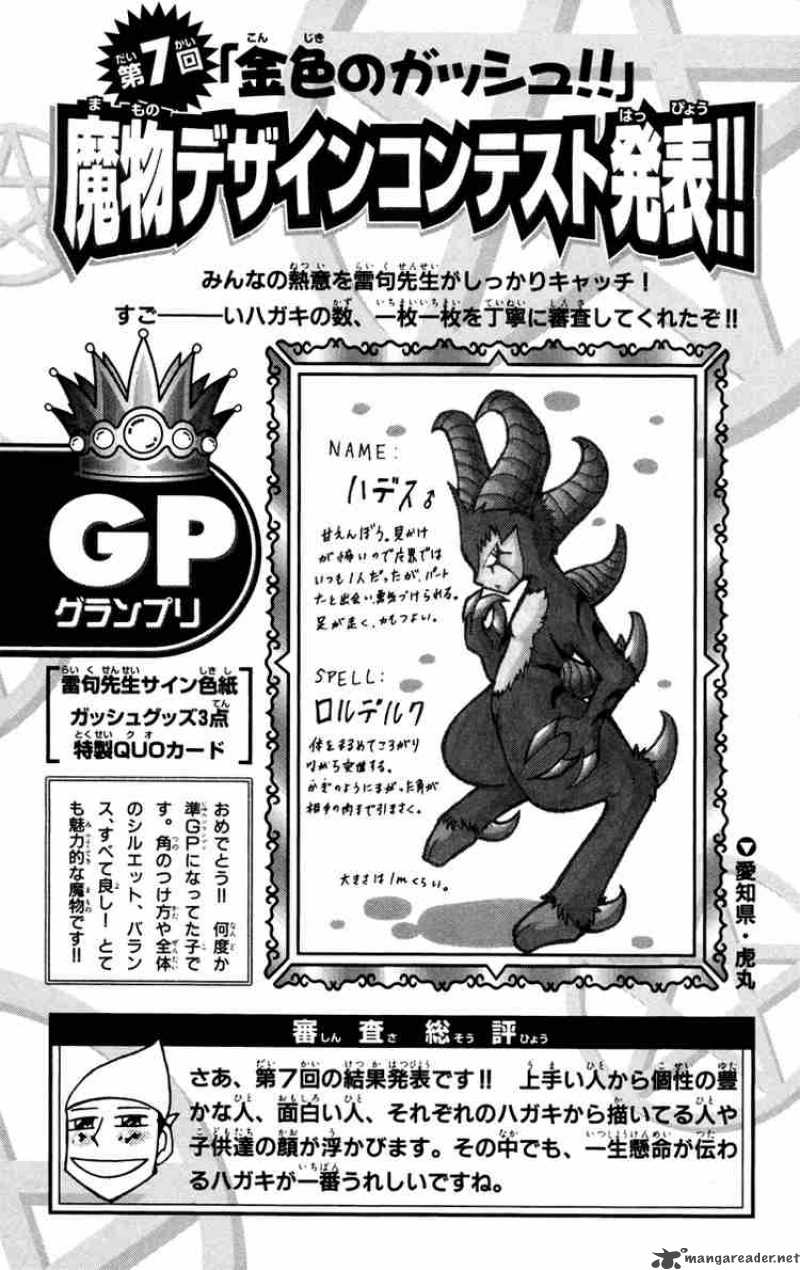 第7回
「金色のガッシュ!!」
魔物デザインコンテスト発表!!
みんなの熱意を雷句先生がしっかりキャッチ!
すご———いハガキの数、一枚一枚を丁寧に審査してくれたぞ!!
GP
グランプリ
雷句先生サイン色紙
ガッシュグッズ3点
特製QUOカード
おめでとう!! 何度か
準GPになってた子で
す。角のつけ方や全体
のシルエット、バラン
ス、すべて良し! とて
も魅力的な魔物です!!
NAME:
ハデス♂
甘えんぼう。見かけ
が怖いので魔界では
いつも1人だったが、パート
ナーと出会い、勇気づけられる。
足が速く、力もつよい。
SPELL:
ロルデルク
体をまるめてころがり
ながら突進する。
かぎのようにまがった角が
相手の肉まで引きさく。
大きさは1mくらい。
▼愛知県・虎丸
審査総評
さあ、第7回の結果発表です!! 上手い人から個性の豊
かな人、面白い人、それぞれのハガキから描いてる人や
子供達の顔が浮かびます。その中でも、一生懸命が伝わ
るハガキが一番うれしいですね。
mangareader.net